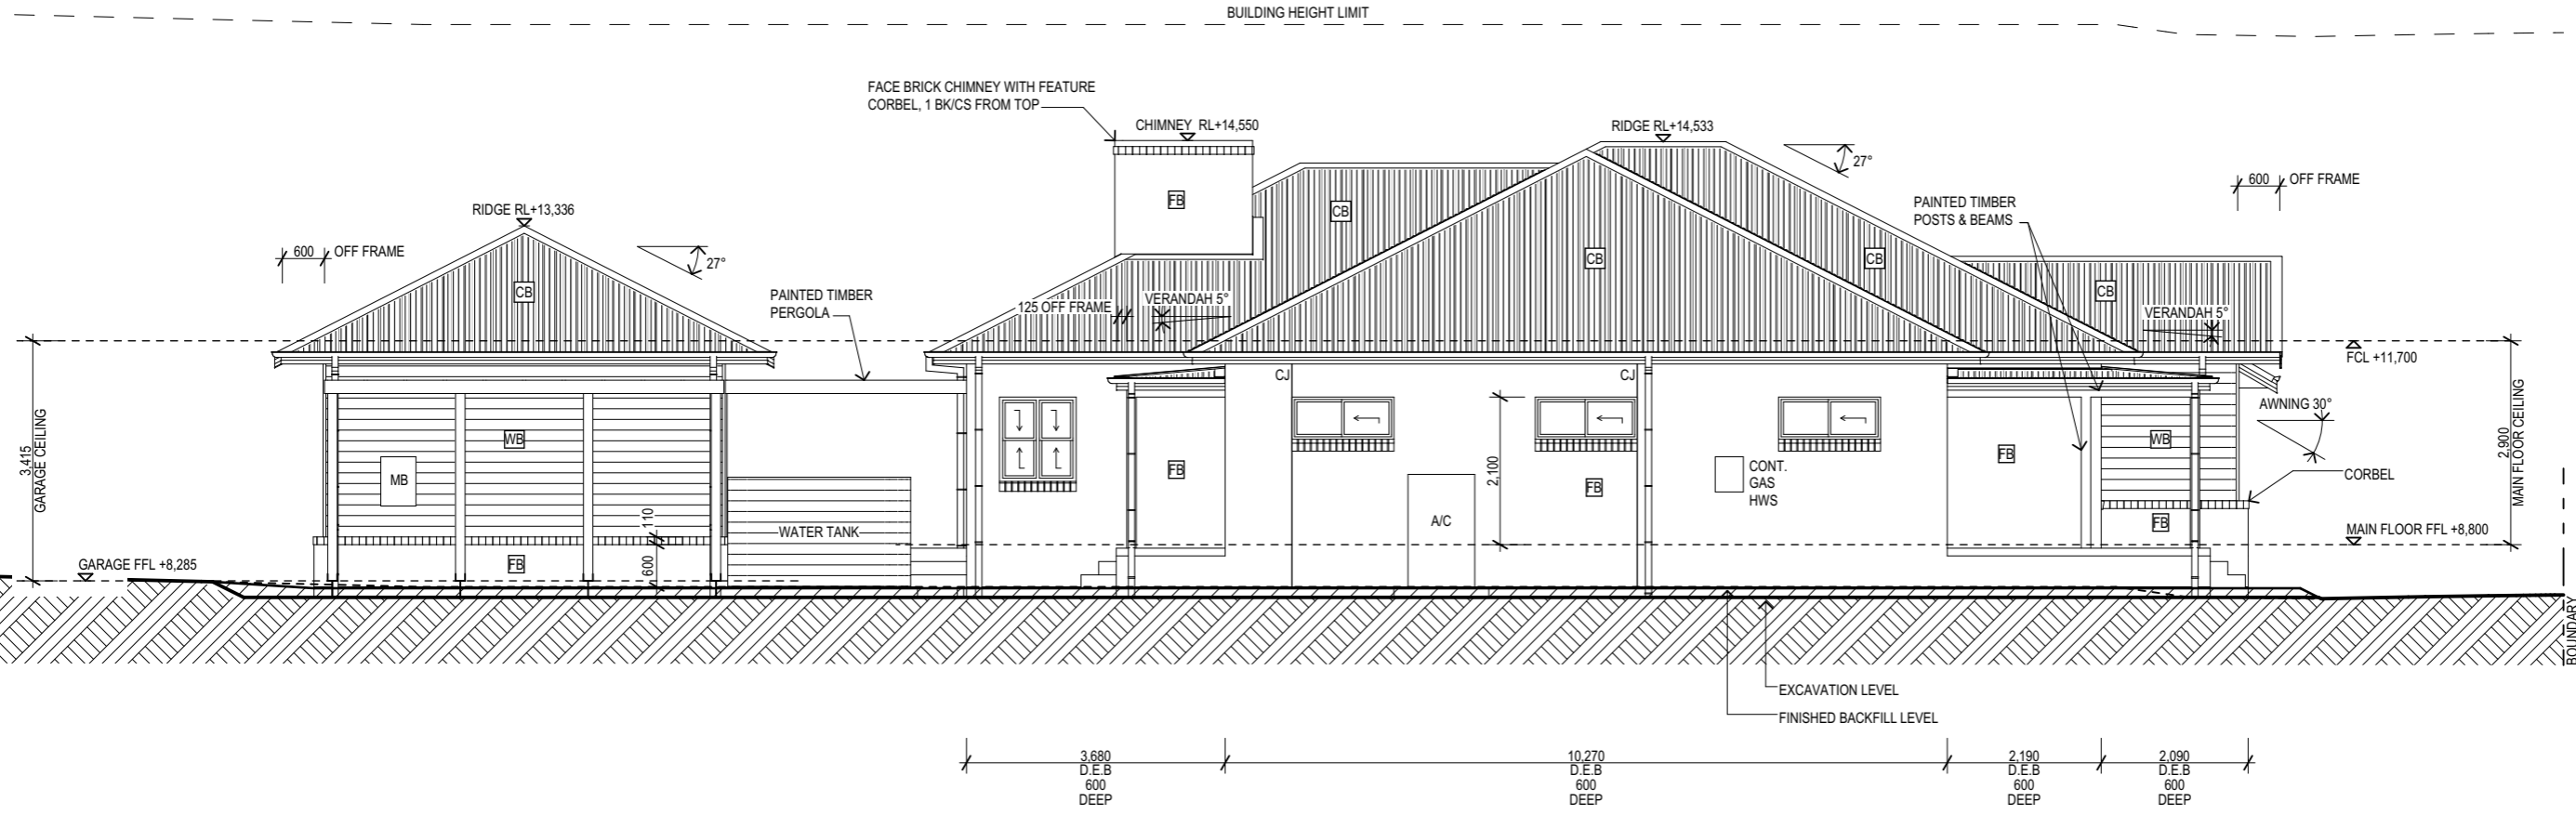 BUILDING HEIGHT LIMIT
FACE BRICK CHIMNEY WITH FEATURE
CORBEL, 1 BK/CS FROM TOP
CHIMNEY RL+14,550
RIDGE RL+14,533
27°
600 OFF FRAME
FB
CB
PAINTED TIMBER
POSTS & BEAMS
RIDGE RL+13,336
600 OFF FRAME
27°
CB
CB
CB
CB
PAINTED TIMBER
PERGOLA
125 OFF FRAME
VERANDAH 5°
VERANDAH 5°
FCL +11,700
CJ
CJ
3,415
GARAGE CEILING
WB
MB
FB
2,100
FB
CONT.
GAS
HWS
FB
WB
AWNING 30°
2,900
MAIN FLOOR CEILING
CORBEL
A/C
110
WATER TANK
FB
MAIN FLOOR FFL +8,800
GARAGE FFL +8,285
FB
600
BOUNDARY
EXCAVATION LEVEL
FINISHED BACKFILL LEVEL
3,680
D.E.B
600
DEEP
10,270
D.E.B
600
DEEP
2,190
D.E.B
600
DEEP
2,090
D.E.B
600
DEEP